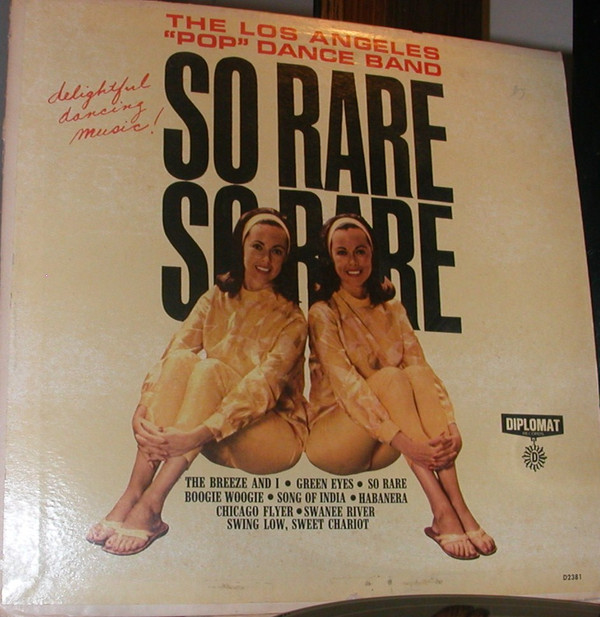 THE LOS ANGELES
"POP" DANCE BAND
delightful
dancing
music!
SO RARE
SO RARE
DIPLOMAT
RECORDS
D
THE BREEZE AND I • GREEN EYES • SO RARE
BOOGIE WOOGIE • SONG OF INDIA • HABANERA
CHICAGO FLYER • SWANEE RIVER
SWING LOW, SWEET CHARIOT
D2381